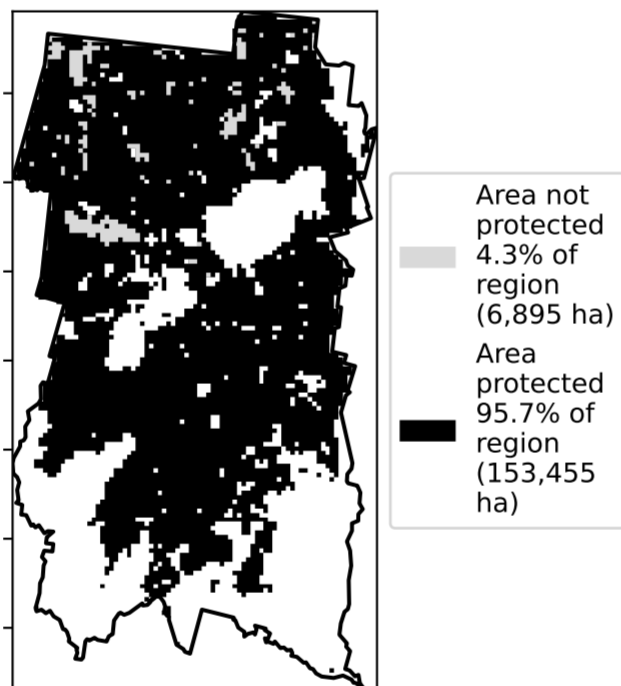 Area not
protected
4.3% of
region
(6,895 ha)
Area
protected
95.7% of
region
(153,455
ha)